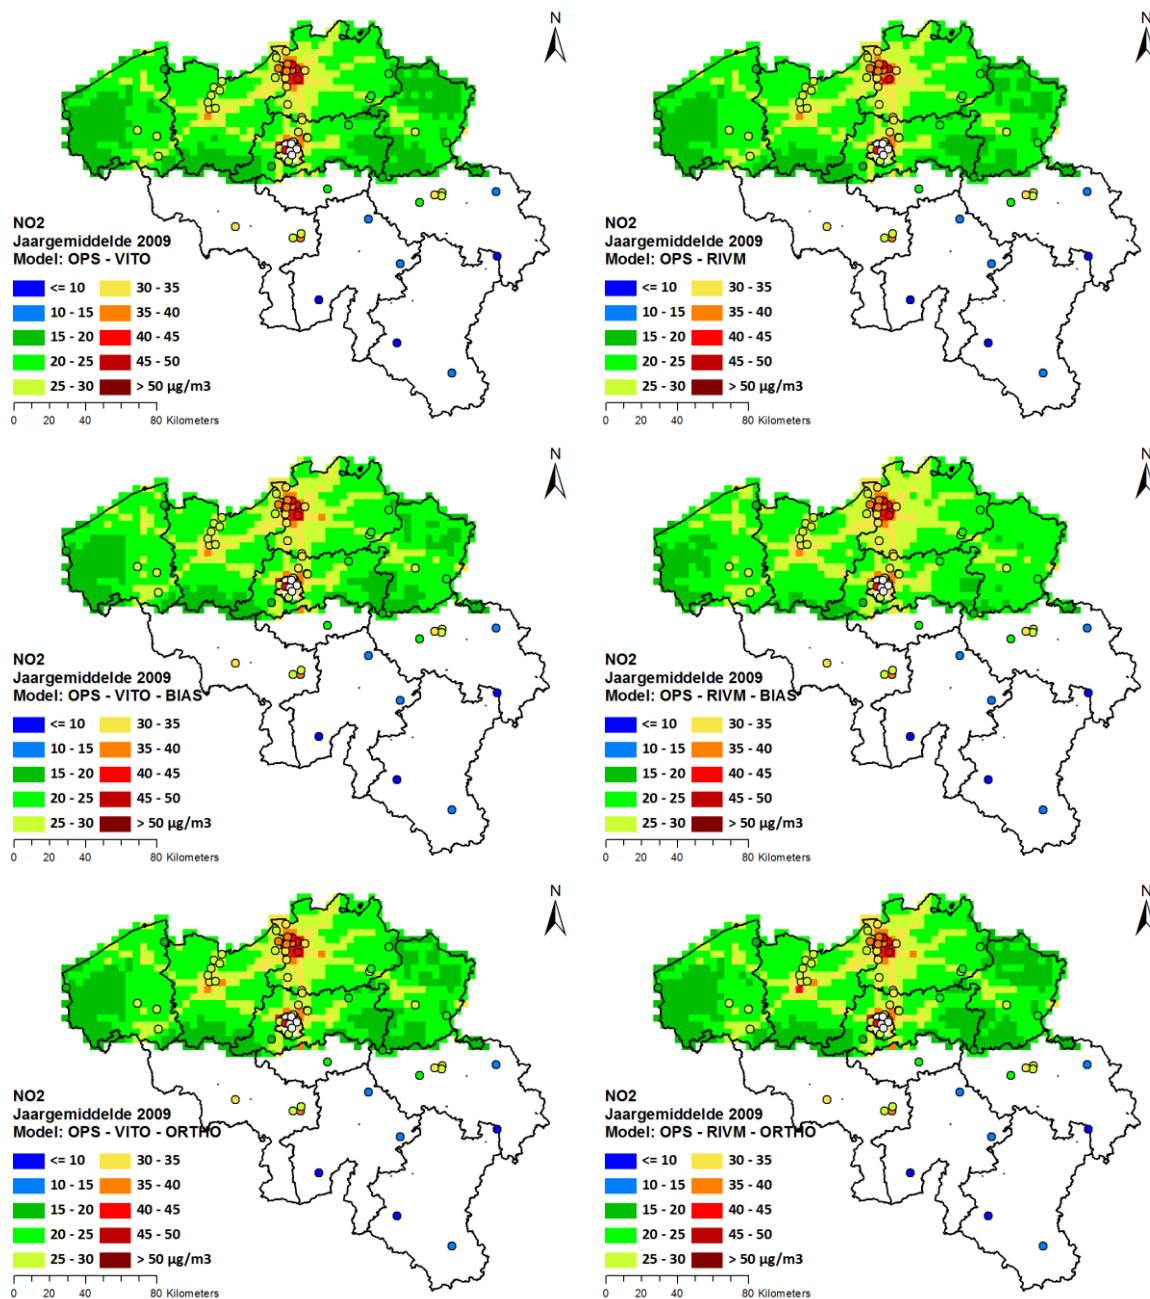 N
NO2
Jaargemiddelde 2009
Model: OPS - VITO
<= 10 30 - 35
10 - 15 35 - 40
15 - 20 40 - 45
20 - 25 45 - 50
25 - 30 > 50 µg/m3
0 20 40 80 Kilometers
N
NO2
Jaargemiddelde 2009
Model: OPS - RIVM
<= 10 30 - 35
10 - 15 35 - 40
15 - 20 40 - 45
20 - 25 45 - 50
25 - 30 > 50 µg/m3
0 20 40 80 Kilometers
N
NO2
Jaargemiddelde 2009
Model: OPS - VITO - BIAS
<= 10 30 - 35
10 - 15 35 - 40
15 - 20 40 - 45
20 - 25 45 - 50
25 - 30 > 50 µg/m3
0 20 40 80 Kilometers
N
NO2
Jaargemiddelde 2009
Model: OPS - RIVM - BIAS
<= 10 30 - 35
10 - 15 35 - 40
15 - 20 40 - 45
20 - 25 45 - 50
25 - 30 > 50 µg/m3
0 20 40 80 Kilometers
N
NO2
Jaargemiddelde 2009
Model: OPS - VITO - ORTHO
<= 10 30 - 35
10 - 15 35 - 40
15 - 20 40 - 45
20 - 25 45 - 50
25 - 30 > 50 µg/m3
0 20 40 80 Kilometers
N
NO2
Jaargemiddelde 2009
Model: OPS - RIVM - ORTHO
<= 10 30 - 35
10 - 15 35 - 40
15 - 20 40 - 45
20 - 25 45 - 50
25 - 30 > 50 µg/m3
0 20 40 80 Kilometers